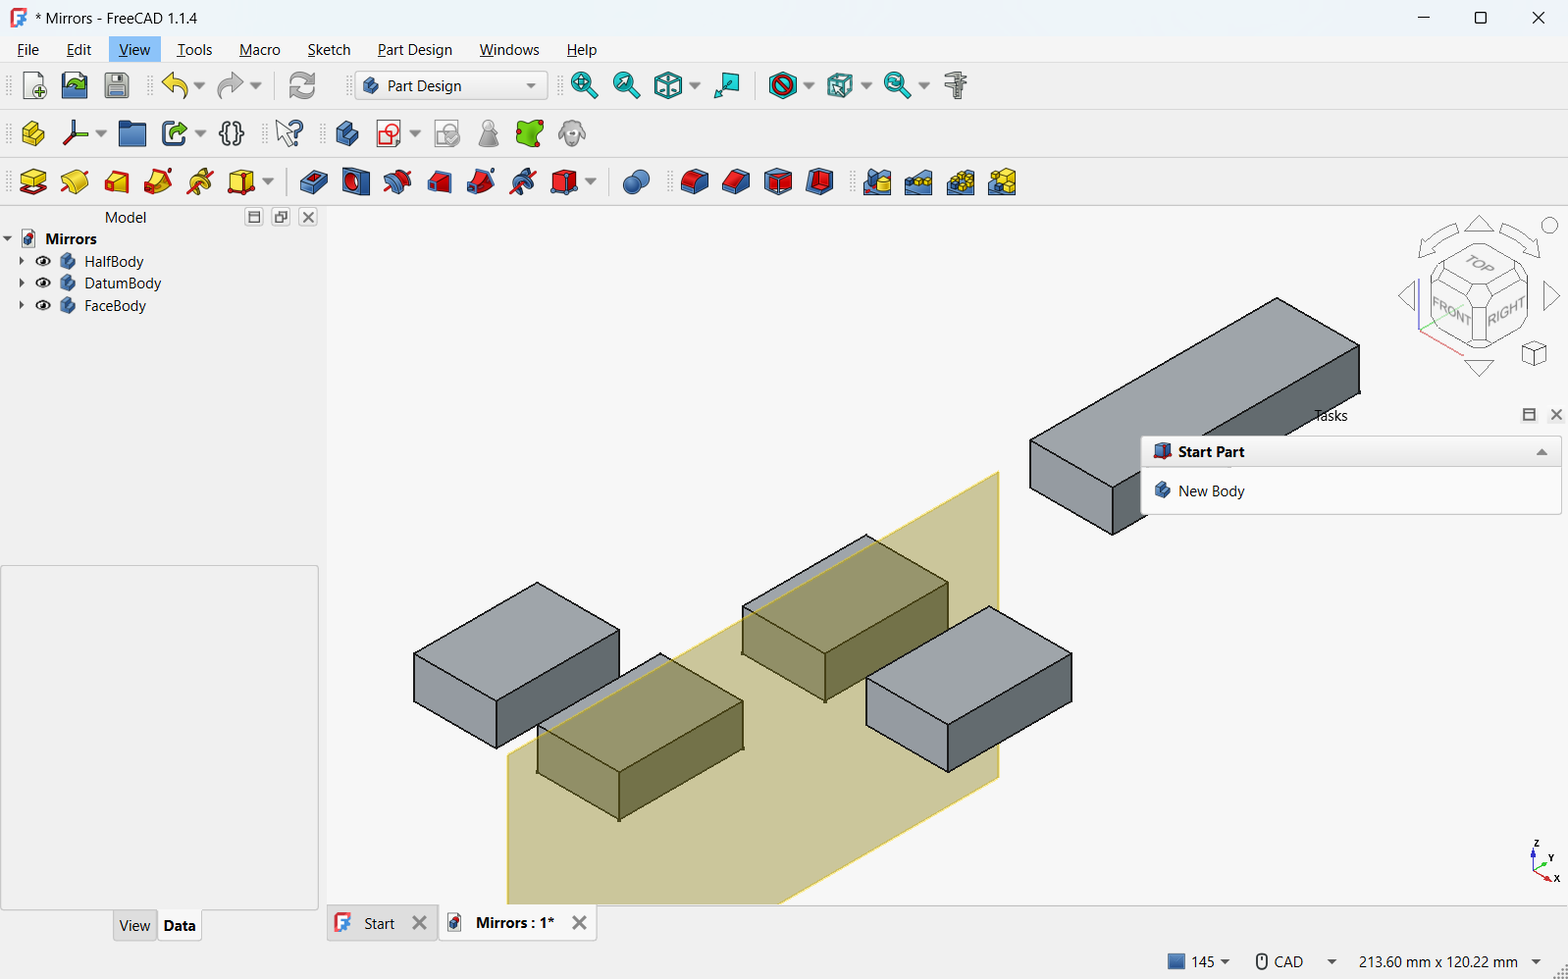 * Mirrors - FreeCAD 1.1.4
File Edit View Tools Macro Sketch Part Design Windows Help
Part Design
Model
Mirrors
HalfBody
DatumBody
FaceBody
TOP
FRONT
RIGHT
Tasks
Start Part
New Body
Z
Y
X
View Data
Start
Mirrors : 1*
145 CAD 213.60 mm x 120.22 mm